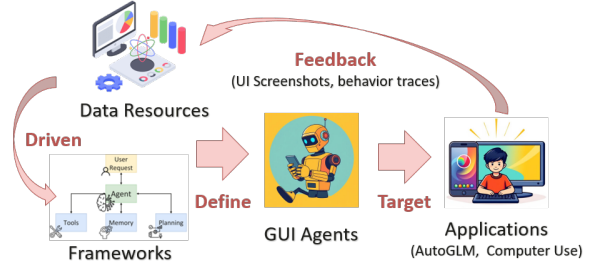 Feedback
(UI Screenshots, behavior traces)
Data Resources
Driven
User
Request
Agent
Tools
Memory
Planning
Frameworks
Define
GUI Agents
Target
Applications
(AutoGLM, Computer Use)